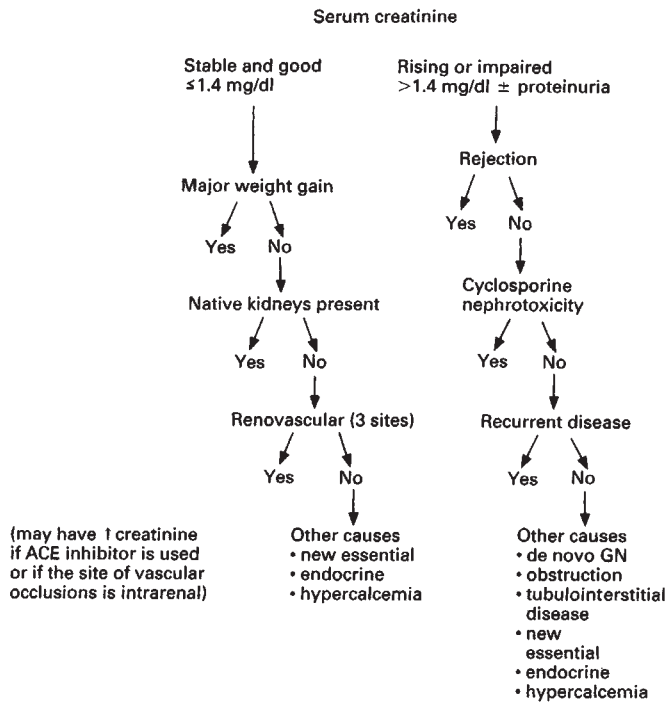 Serum creatinine
Stable and good
≤1.4 mg/dl
Rising or impaired
>1.4 mg/dl ± proteinuria
Major weight gain
Yes No
Native kidneys present
Yes No
Renovascular (3 sites)
Yes No
(may have ↑ creatinine
if ACE inhibitor is used
or if the site of vascular
occlusions is intrarenal)
Other causes
• new essential
• endocrine
• hypercalcemia
Rejection
Yes No
Cyclosporine
nephrotoxicity
Yes No
Recurrent disease
Yes No
Other causes
• de novo GN
• obstruction
• tubulointerstitial
disease
• new
essential
• endocrine
• hypercalcemia